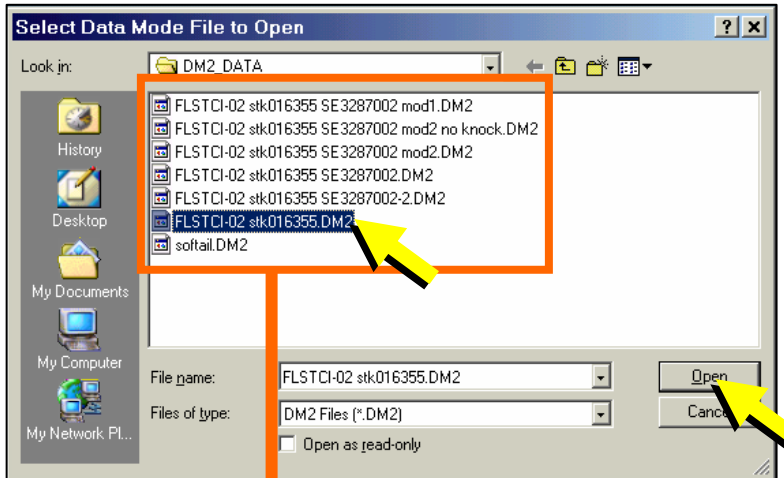 Select Data Mode File to Open
Look in: DM2_DATA
History
Desktop
My Documents
My Computer
My Network Pl...
FLSTCI-02 stk016355 SE3287002 mod1.DM2
FLSTCI-02 stk016355 SE3287002 mod2 no knock.DM2
FLSTCI-02 stk016355 SE3287002 mod2.DM2
FLSTCI-02 stk016355 SE3287002.DM2
FLSTCI-02 stk016355 SE3287002-2.DM2
FLSTCI-02 stk016355.DM2
softail.DM2
File name: FLSTCI-02 stk016355.DM2 Open
Files of type: DM2 Files (*.DM2) Cancel
Open as read-only